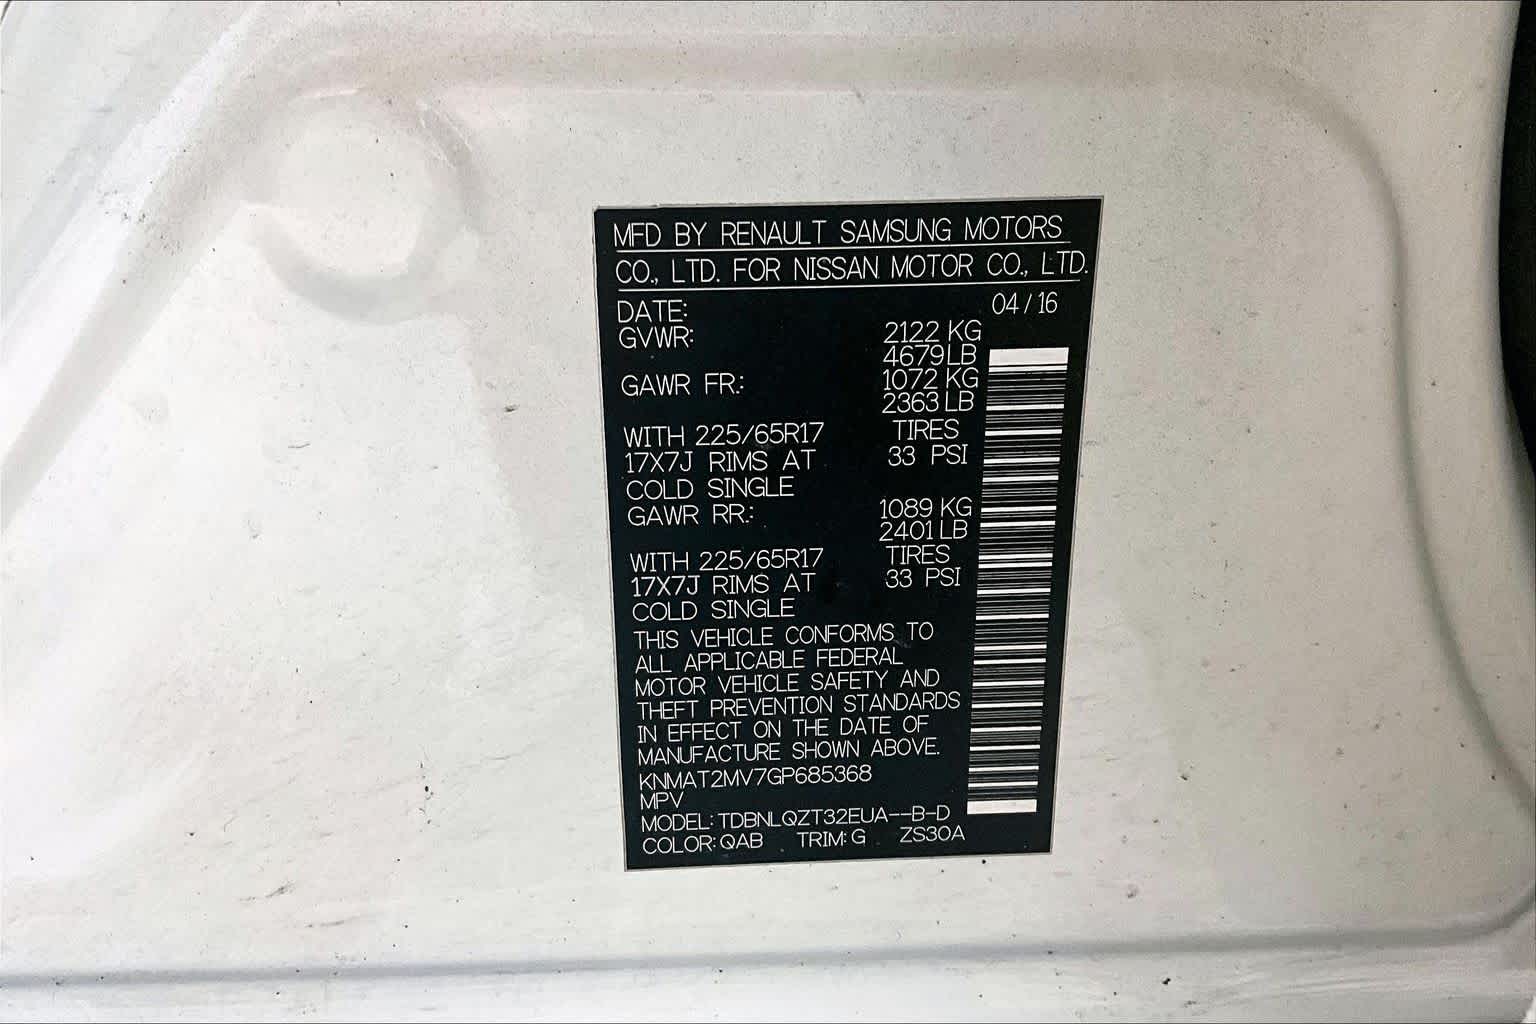 MFD BY RENAULT SAMSUNG MOTORS
CO., LTD. FOR NISSAN MOTOR CO., LTD.
DATE: 04 / 16
GVWR: 2122 KG
4679 LB
GAWR FR.: 1072 KG
2363 LB
WITH 225/65R17 TIRES
17X7J RIMS AT 33 PSI
COLD SINGLE
GAWR RR.: 1089 KG
2401 LB
WITH 225/65R17 TIRES
17X7J RIMS AT 33 PSI
COLD SINGLE
THIS VEHICLE CONFORMS TO
ALL APPLICABLE FEDERAL
MOTOR VEHICLE SAFETY AND
THEFT PREVENTION STANDARDS
IN EFFECT ON THE DATE OF
MANUFACTURE SHOWN ABOVE.
KNMAT2MV7GP685368
MPV
MODEL: TDBNLQZT32EUA--B-D
COLOR: QAB TRIM: G ZS30A